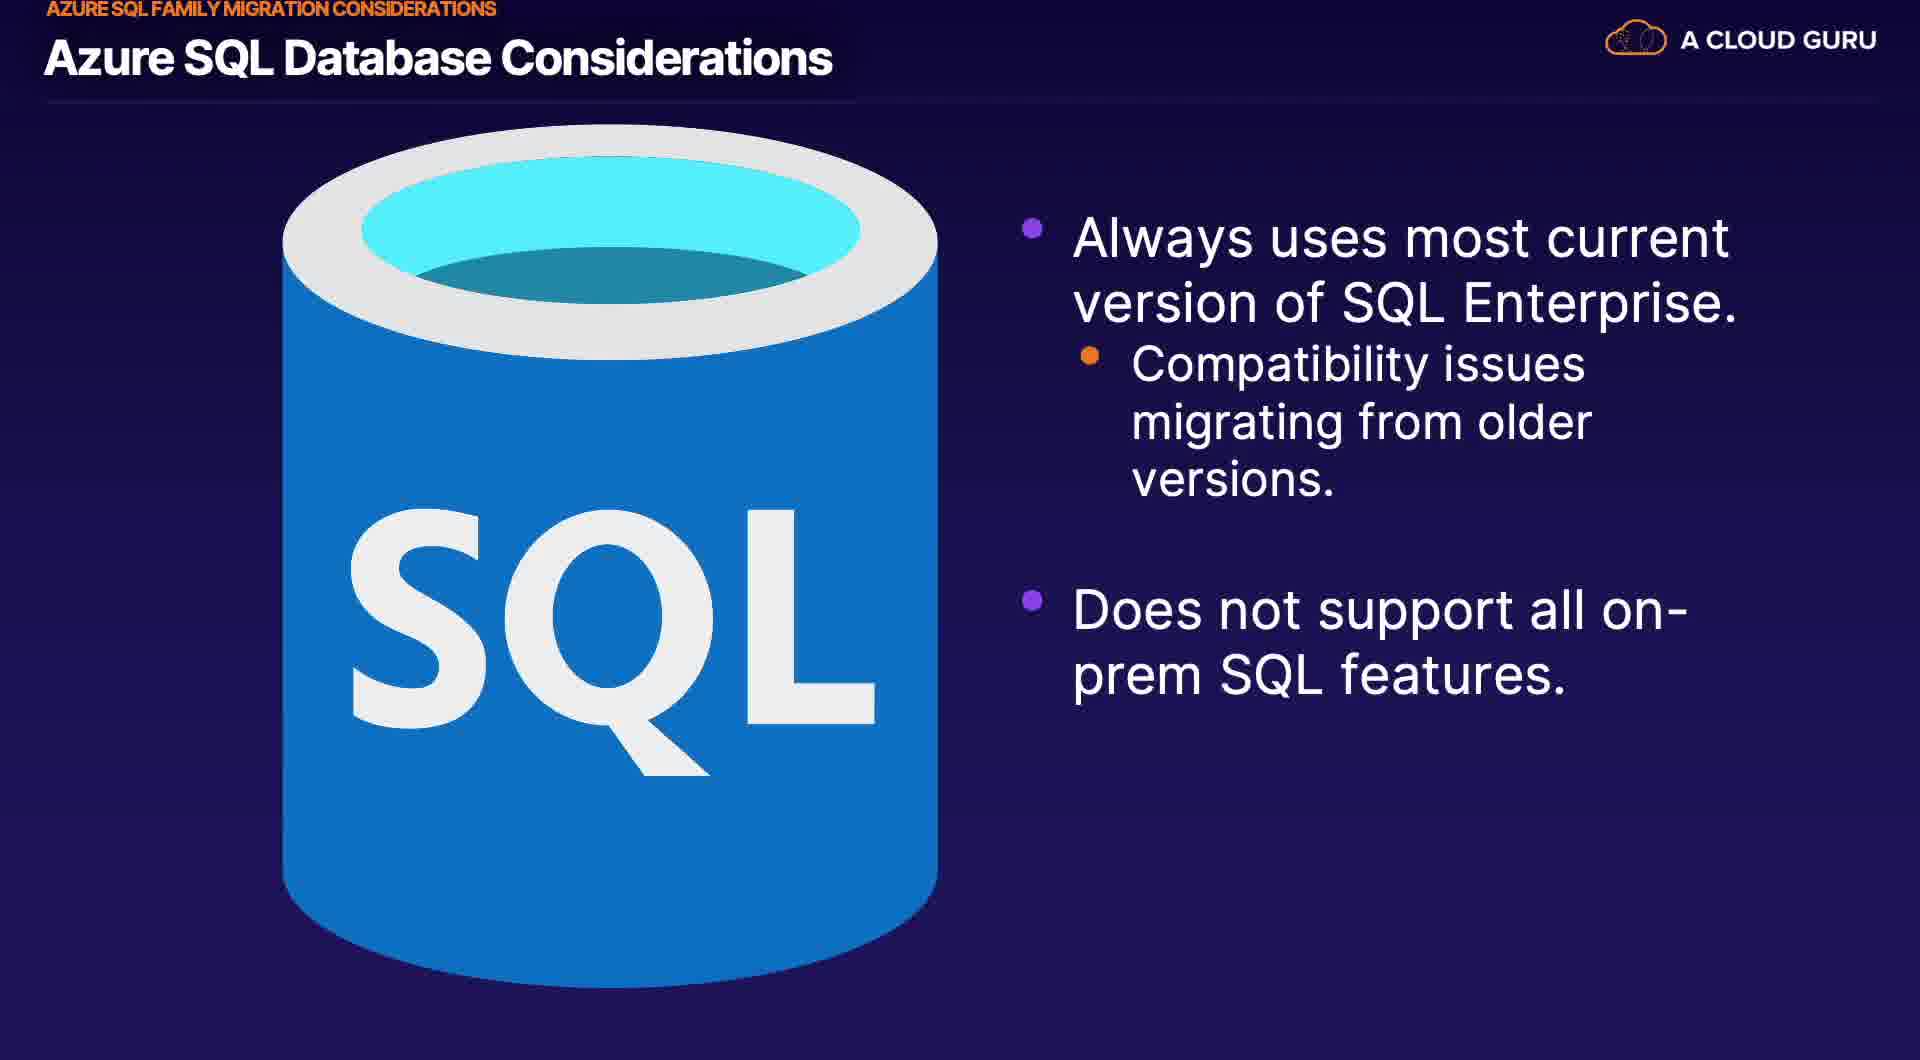 AZURE SQL FAMILY MIGRATION CONSIDERATIONS
Azure SQL Database Considerations
A CLOUD GURU
SQL
Always uses most current
version of SQL Enterprise.
Compatibility issues
migrating from older
versions.
Does not support all on-
prem SQL features.